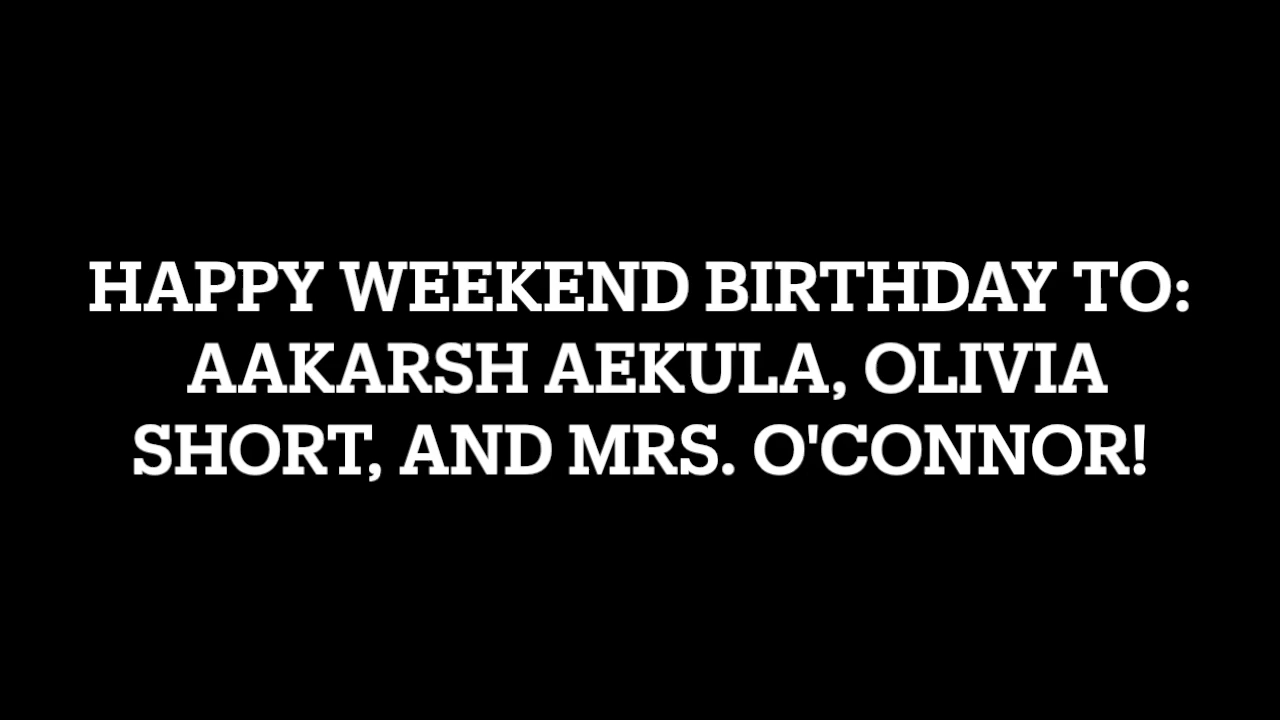 HAPPY WEEKEND BIRTHDAY TO:
AAKARSH AEKULA, OLIVIA
SHORT, AND MRS. O'CONNOR!